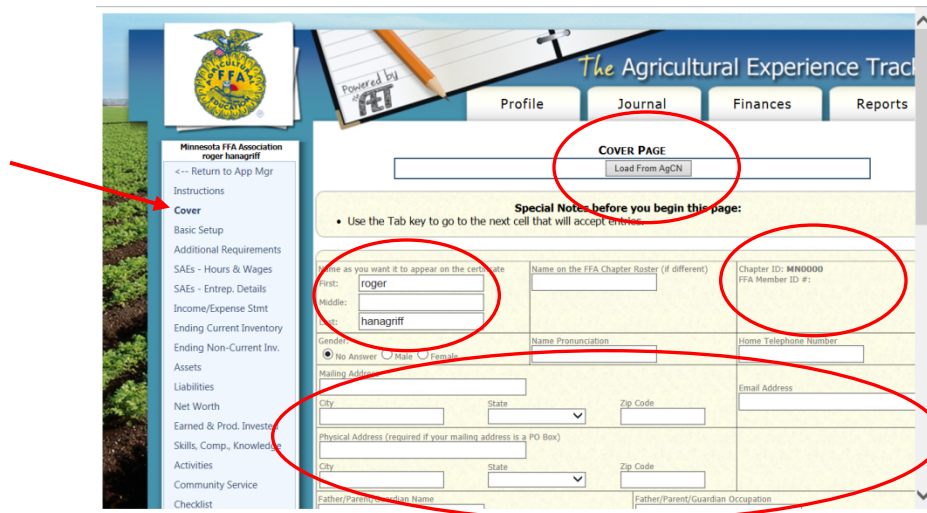 AGRICULTURAL
FFA
EDUCATION
Powered by
AET
The Agricultural Experience Track
Profile
Journal
Finances
Reports
Minnesota FFA Association
roger hanagriff
<-- Return to App Mgr
Instructions
Cover
Basic Setup
Additional Requirements
SAEs - Hours & Wages
SAEs - Entrep. Details
Income/Expense Stmt
Ending Current Inventory
Ending Non-Current Inv.
Assets
Liabilities
Net Worth
Earned & Prod. Invested
Skills, Comp., Knowledge
Activities
Community Service
Checklist
COVER PAGE
Load From AgCN
Special Notes before you begin this page:
• Use the Tab key to go to the next cell that will accept entries.
Name as you want it to appear on the certificate
First: roger
Middle:
Last: hanagriff
Name on the FFA Chapter Roster (if different)
Chapter ID: MN0000
FFA Member ID #:
Gender:
No Answer Male Female
Name Pronunciation
Home Telephone Number
Mailing Address
City State Zip Code
Email Address
Physical Address (required if your mailing address is a PO Box)
City State Zip Code
Father/Parent/Guardian Name
Father/Parent/Guardian Occupation